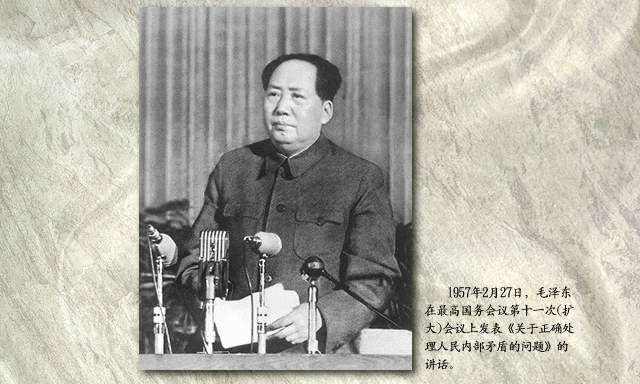 1957年2月27日，毛泽东
在最高国务会议第十一次(扩
大)会议上发表《关于正确处
理人民内部矛盾的问题》的
讲话。